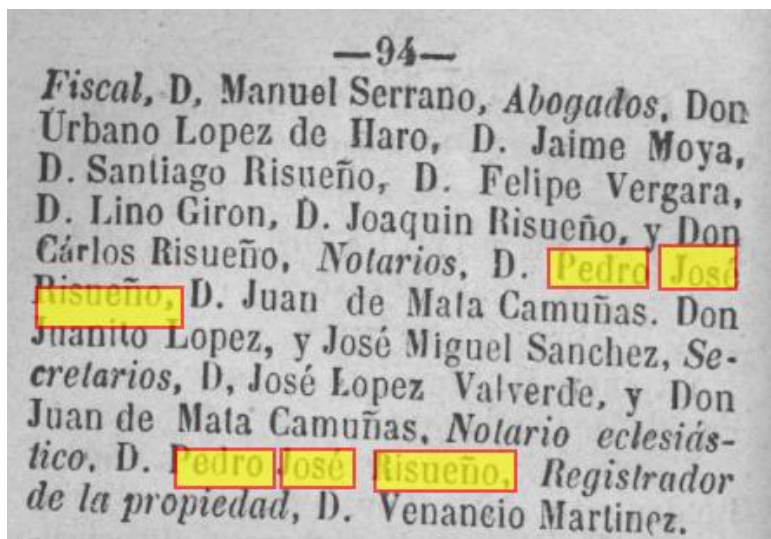 —94—
Fiscal, D, Manuel Serrano, Abogados, Don
Urbano Lopez de Haro, D. Jaime Moya,
D. Santiago Risueño, D. Felipe Vergara,
D. Lino Giron, D. Joaquin Risueño, y Don
Cárlos Risueño, Notarios, D. Pedro José
Risueño, D. Juan de Mata Camuñas. Don
Juanito Lopez, y José Miguel Sanchez, Se-
cretarios, D, José Lopez Valverde, y Don
Juan de Mata Camuñas, Notario eclesiás-
tico. D. Pedro José Risueño, Registrador
de la propiedad, D. Venancio Martinez.